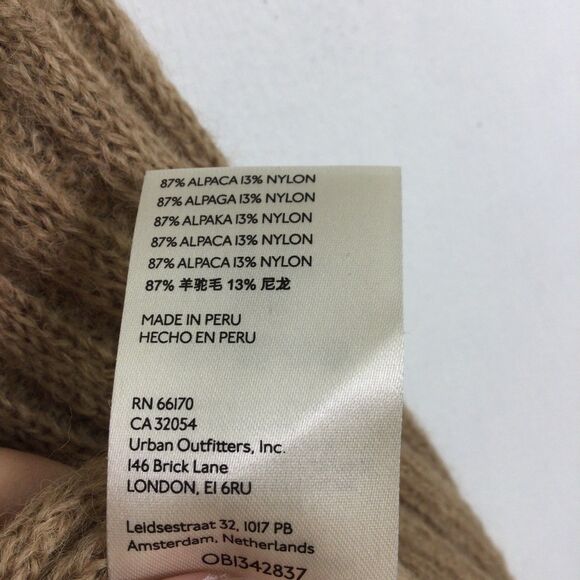 87% ALPACA 13% NYLON
87% ALPAGA 13% NYLON
87% ALPAKA 13% NYLON
87% ALPACA 13% NYLON
87% ALPACA 13% NYLON
87% 羊驼毛 13% 尼龙
MADE IN PERU
HECHO EN PERU
RN 66170
CA 32054
Urban Outfitters, Inc.
146 Brick Lane
LONDON, E1 6RU
Leidsestraat 32, 1017 PB
Amsterdam, Netherlands
OB1342837